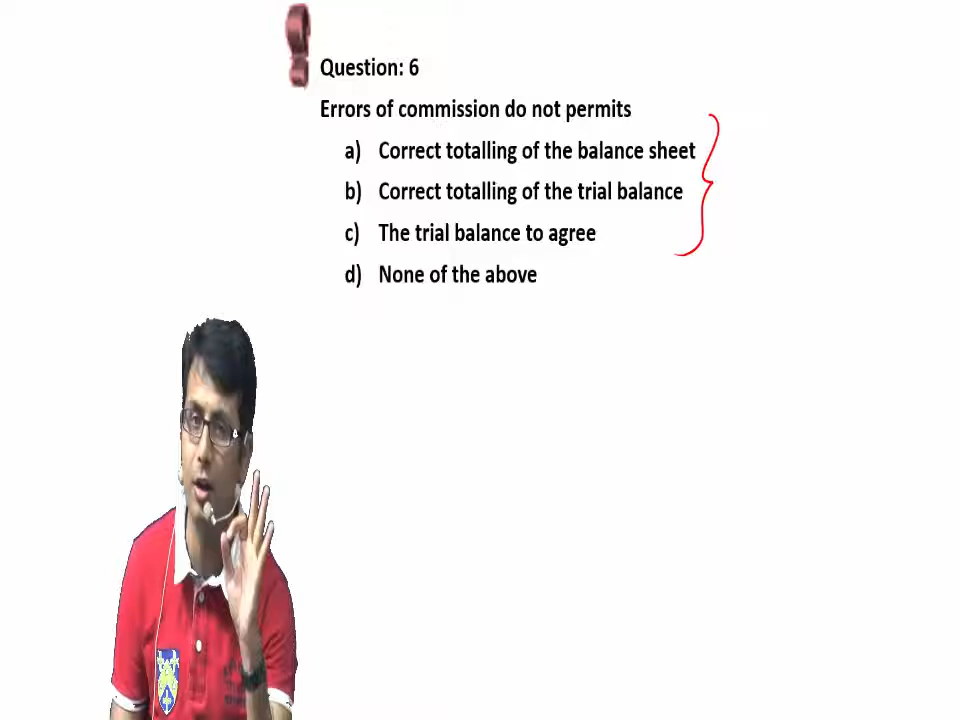 Question: 6
Errors of commission do not permits
a) Correct totalling of the balance sheet
b) Correct totalling of the trial balance
c) The trial balance to agree
d) None of the above